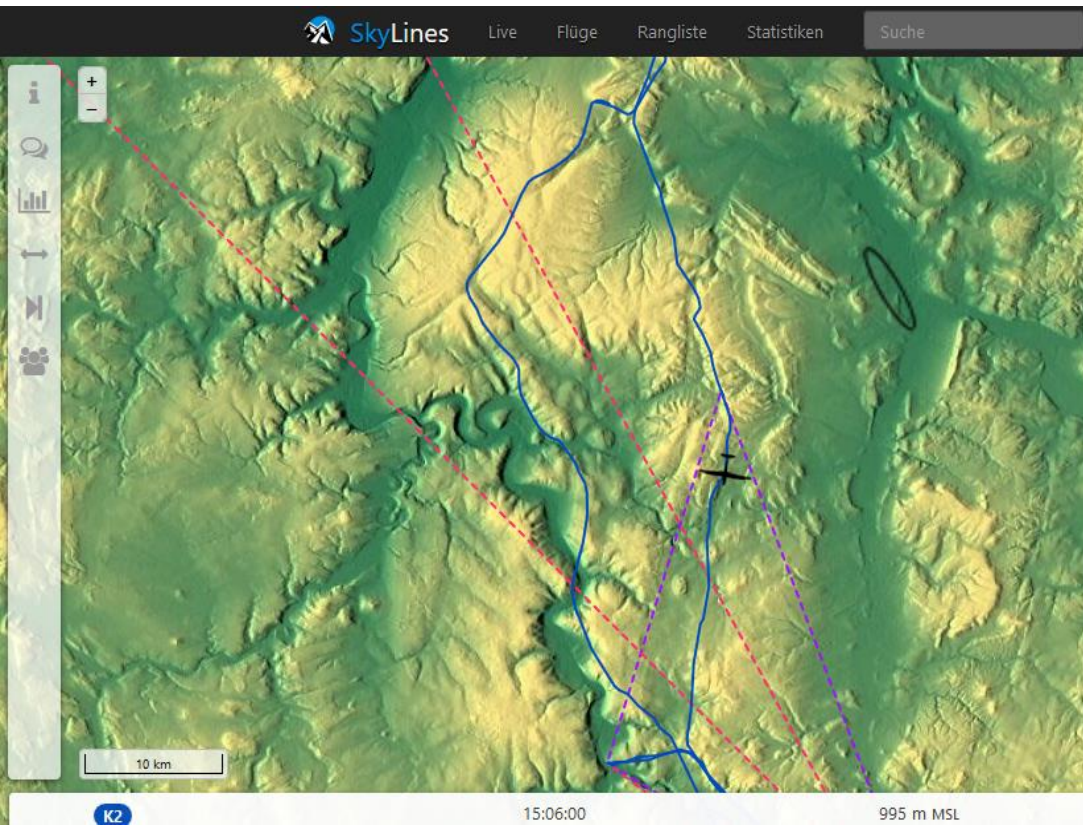 SkyLines Live Flüge Rangliste Statistiken Suche
+
−
10 km
K2 15:06:00 995 m MSL